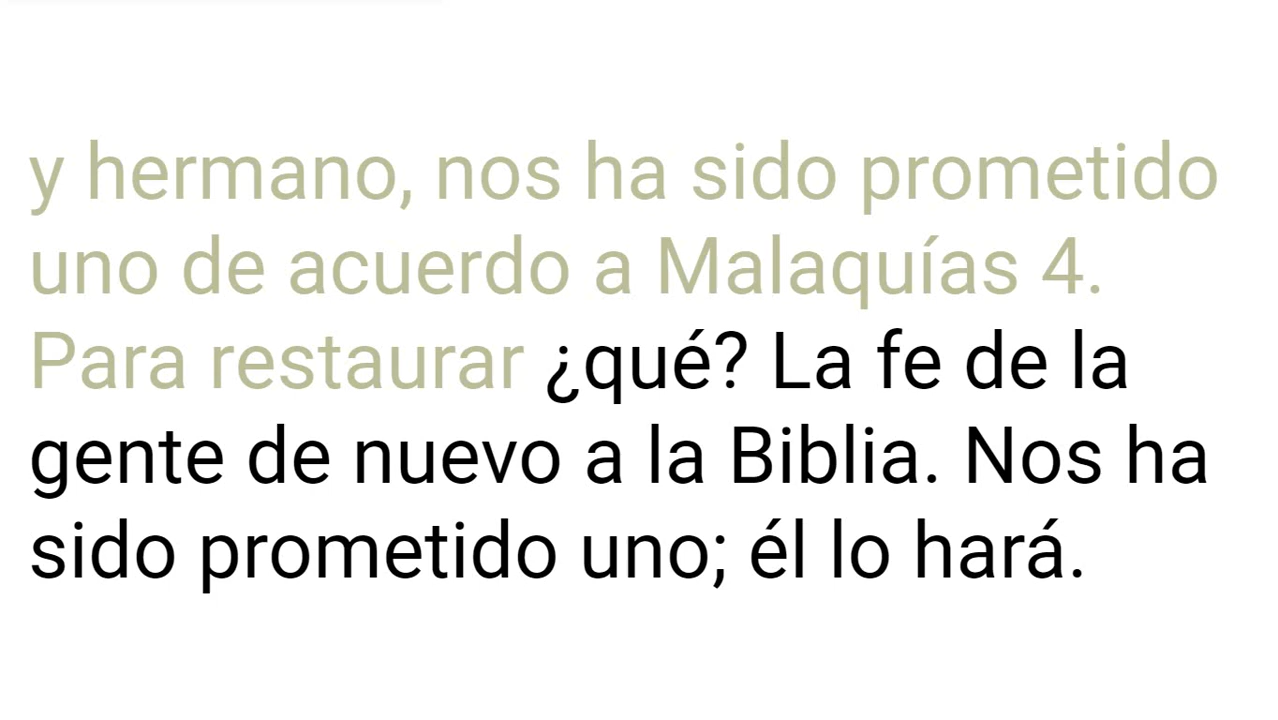 y hermano, nos ha sido prometido
uno de acuerdo a Malaquías 4.
Para restaurar ¿qué? La fe de la
gente de nuevo a la Biblia. Nos ha
sido prometido uno; él lo hará.